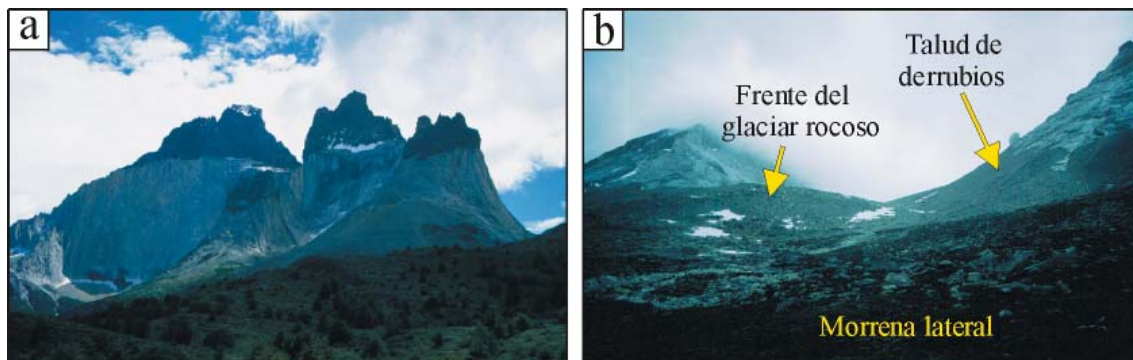 a
b
Talud de
derrubios
Frente del
glaciar rocoso
Morrena lateral